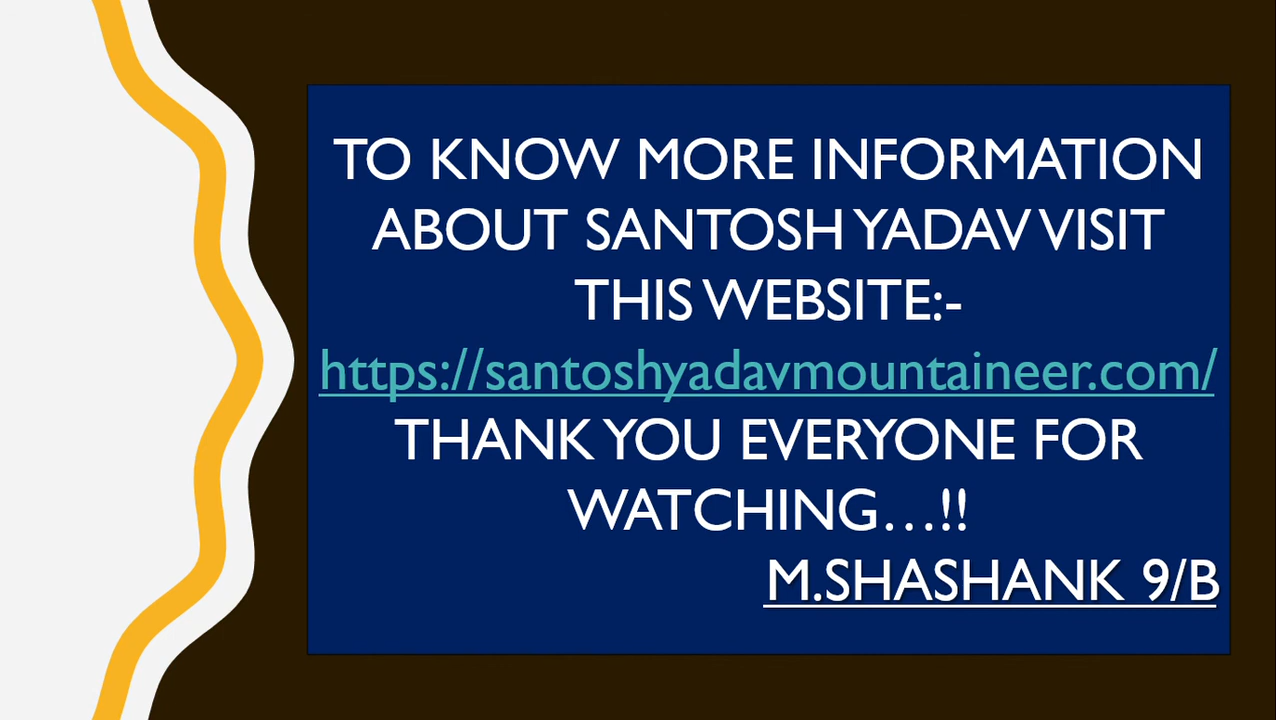 TO KNOW MORE INFORMATION
ABOUT SANTOSH YADAV VISIT
THIS WEBSITE:-
https://santoshyadavmountaineer.com/
THANK YOU EVERYONE FOR
WATCHING...!!
M.SHASHANK 9/B